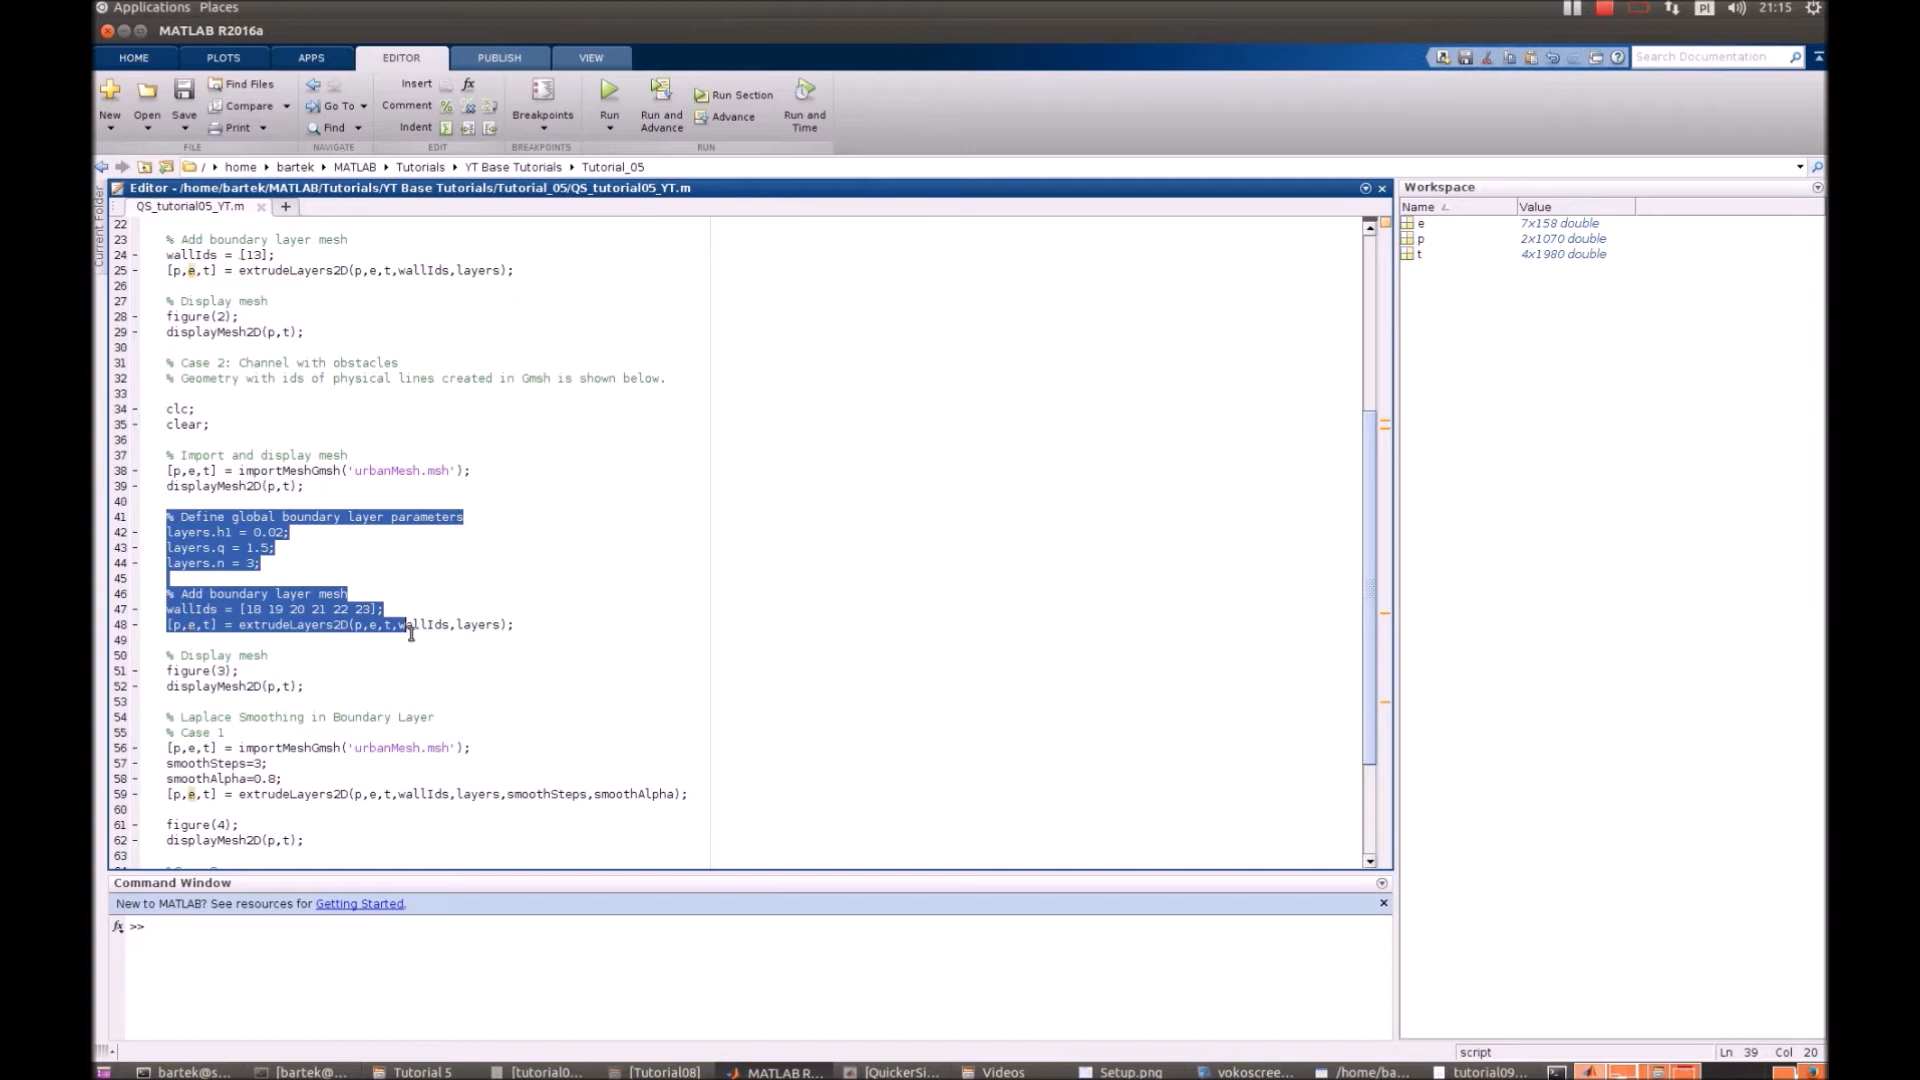 Applications Places
Pl 21:15
MATLAB R2016a
HOME PLOTS APPS EDITOR PUBLISH VIEW
Search Documentation
New Open Save Find Files Compare Print
FILE
Go To Find
NAVIGATE
Insert fx
Comment
Indent
EDIT
Breakpoints
BREAKPOINTS
Run Run and Advance Run Section Advance Run and Time
RUN
/ home bartek MATLAB Tutorials YT Base Tutorials Tutorial_05
Current Folder
Editor - /home/bartek/MATLAB/Tutorials/YT Base Tutorials/Tutorial_05/QS_tutorial05_YT.m
QS_tutorial05_YT.m +
22
23 % Add boundary layer mesh
24 - wallIds = [13];
25 - [p,e,t] = extrudeLayers2D(p,e,t,wallIds,layers);
26
27 % Display mesh
28 - figure(2);
29 - displayMesh2D(p,t);
30
31 % Case 2: Channel with obstacles
32 % Geometry with ids of physical lines created in Gmsh is shown below.
33
34 - clc;
35 - clear;
36
37 % Import and display mesh
38 - [p,e,t] = importMeshGmsh('urbanMesh.msh');
39 - displayMesh2D(p,t);
40
41 % Define global boundary layer parameters
42 - layers.h1 = 0.02;
43 - layers.q = 1.5;
44 - layers.n = 3;
45
46 % Add boundary layer mesh
47 - wallIds = [18 19 20 21 22 23];
48 - [p,e,t] = extrudeLayers2D(p,e,t,wallIds,layers);
49
50 % Display mesh
51 - figure(3);
52 - displayMesh2D(p,t);
53
54 % Laplace Smoothing in Boundary Layer
55 % Case 1
56 - [p,e,t] = importMeshGmsh('urbanMesh.msh');
57 - smoothSteps=3;
58 - smoothAlpha=0.8;
59 - [p,e,t] = extrudeLayers2D(p,e,t,wallIds,layers,smoothSteps,smoothAlpha);
60
61 - figure(4);
62 - displayMesh2D(p,t);
63
Workspace
Name Value
e 7x158 double
p 2x1070 double
t 4x1980 double
Command Window
New to MATLAB? See resources for Getting Started.
fx >>
script Ln 39 Col 20
bartek@s... [bartek@... Tutorial 5 [tutorial0... [Tutorial08] MATLAB R... [QuickerSi... Videos Setup.png vokoscree... /home/ba... tutorial09...